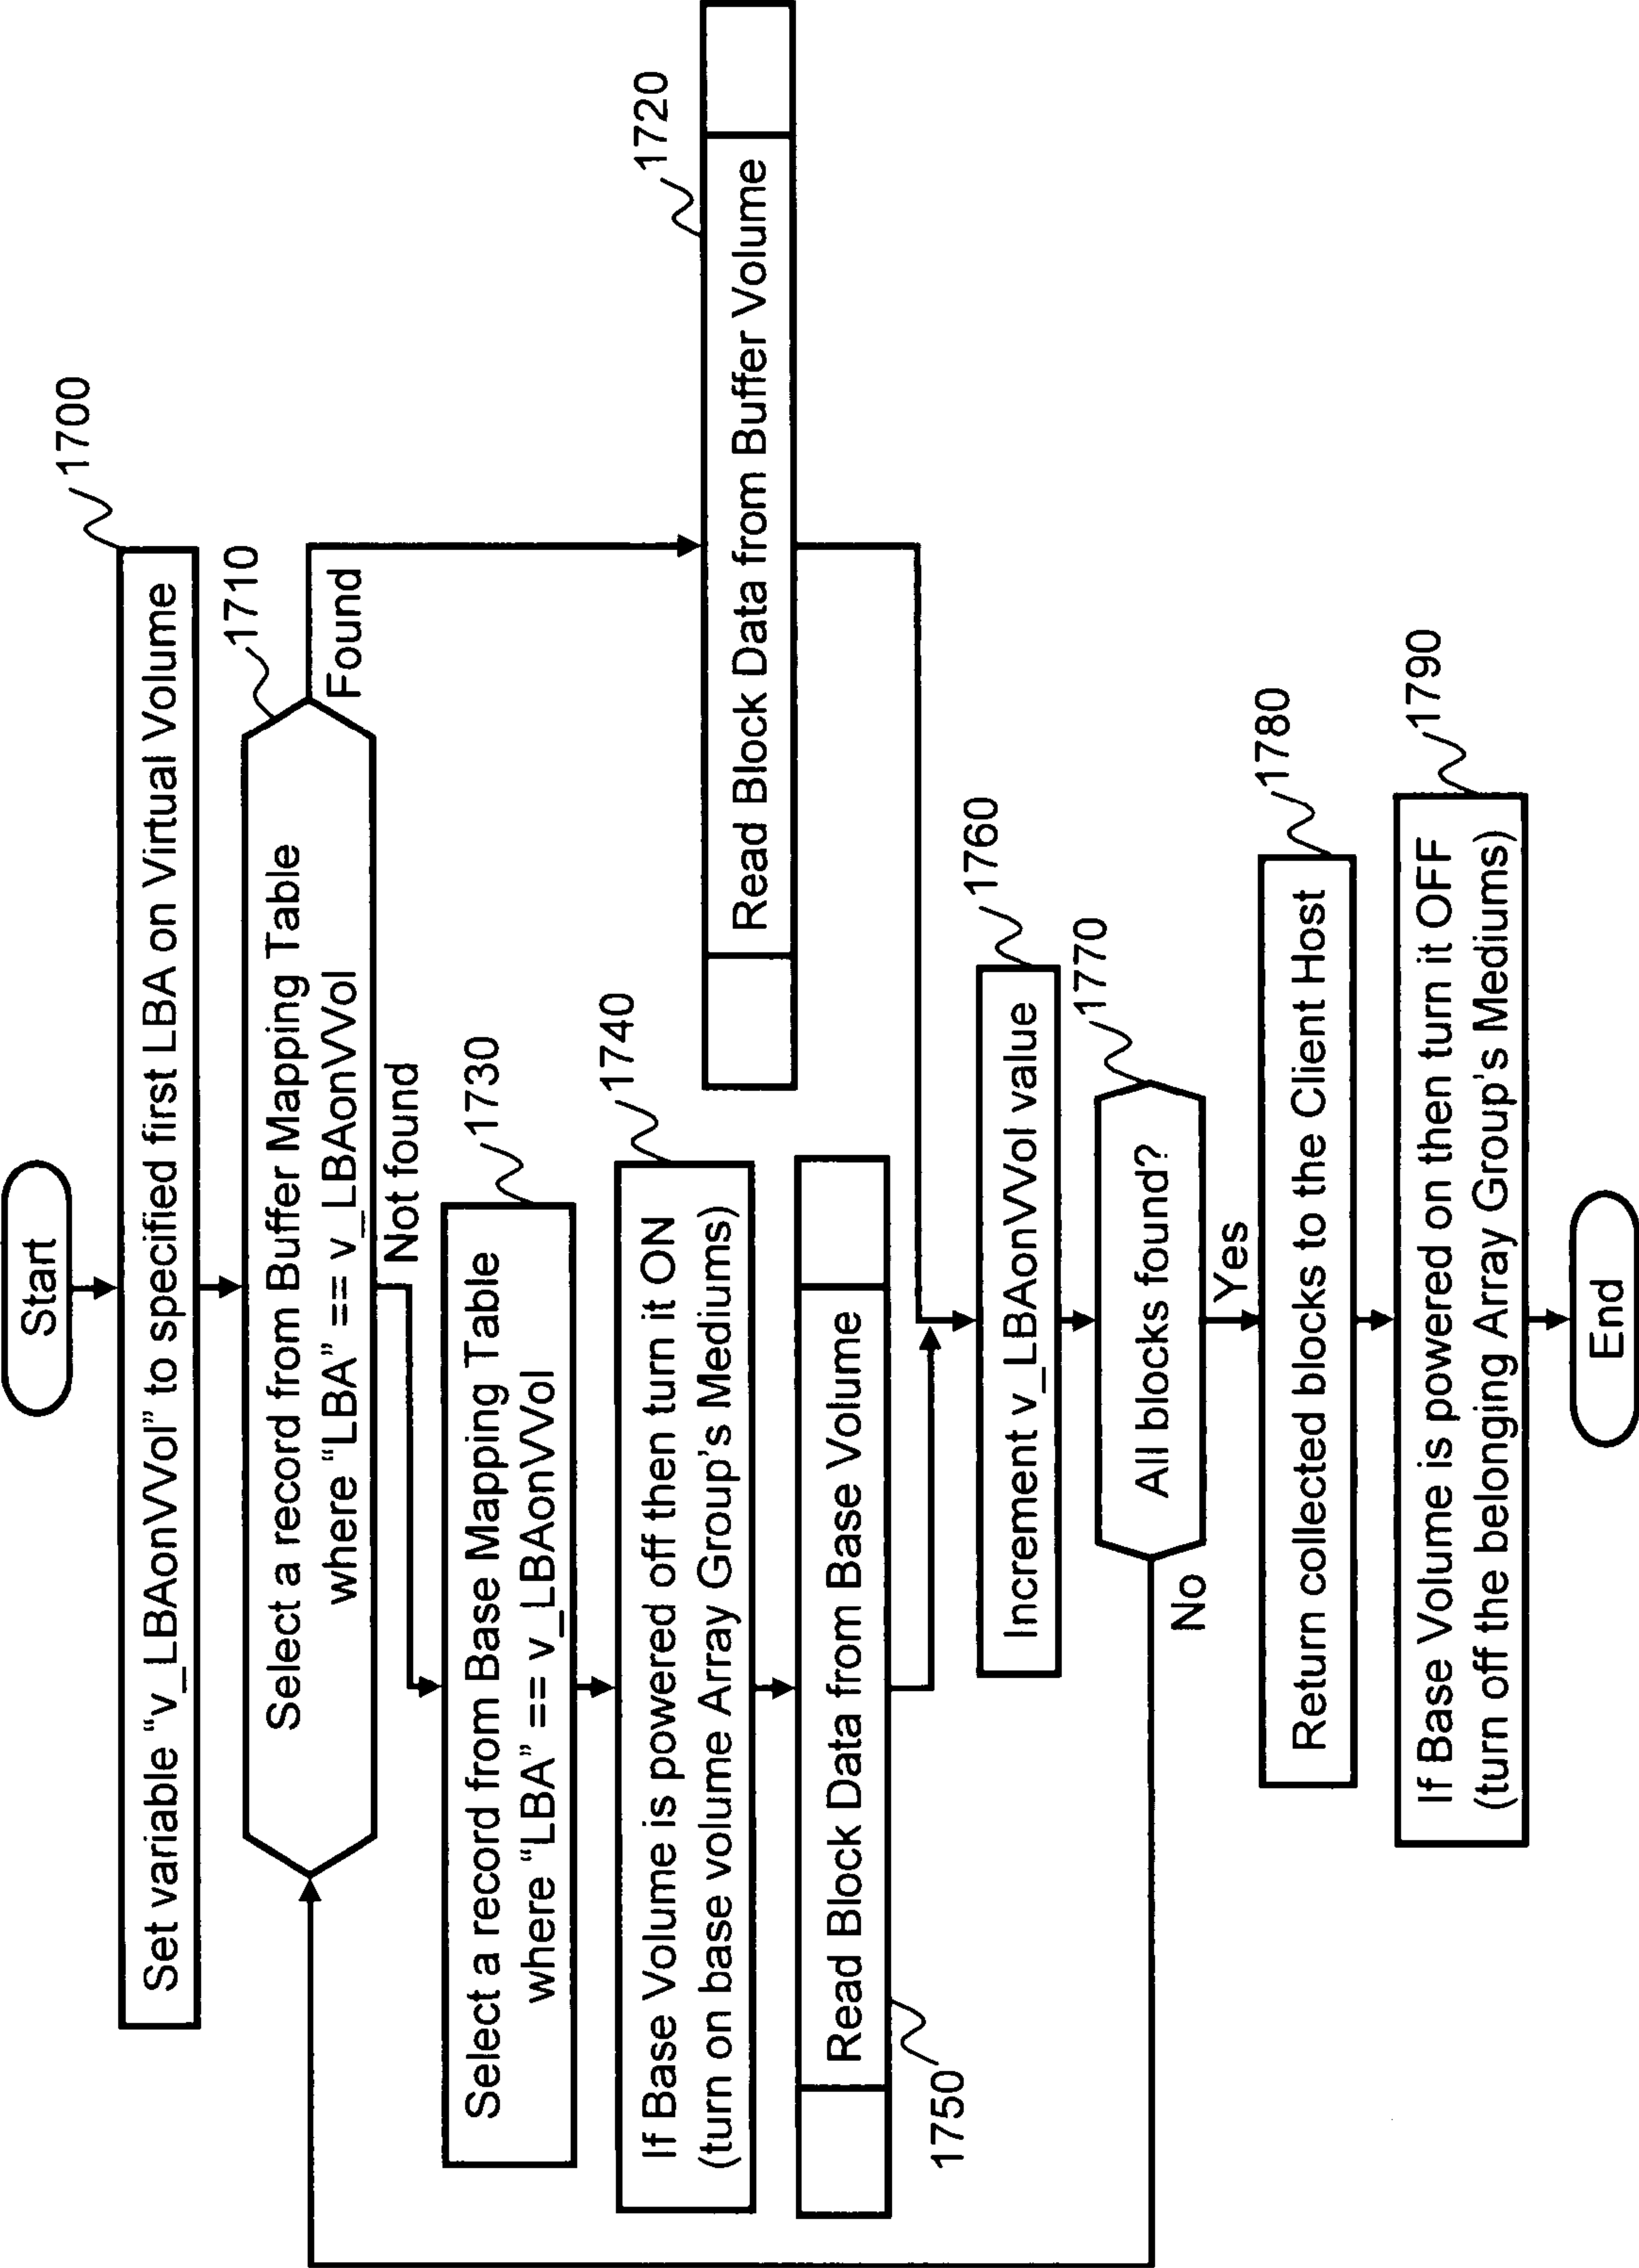 Start
1700
Set variable “v_LBAonVVol” to specified first LBA on Virtual Volume
1710
Select a record from Buffer Mapping Table
where “LBA” == v_LBAonVVol
Found
Not found
1720
Read Block Data from Buffer Volume
1730
Select a record from Base Mapping Table
where “LBA” == v_LBAonVVol
1740
If Base Volume is powered off then turn it ON
(turn on base volume Array Group's Mediums)
Read Block Data from Base Volume
1750
1760
Increment v_LBAonVVol value
1770
All blocks found?
No
Yes
1780
Return collected blocks to the Client Host
1790
If Base Volume is powered on then turn it OFF
(turn off the belonging Array Group's Mediums)
End